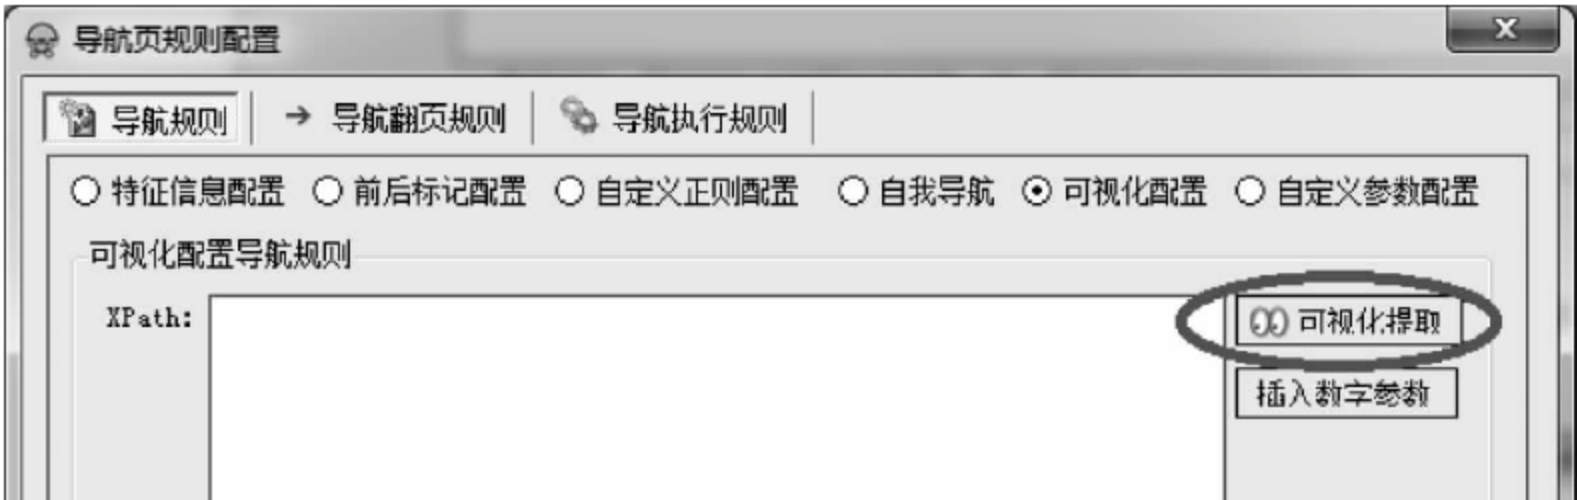 导航页规则配置
导航规则 导航翻页规则 导航执行规则
特征信息配置 前后标记配置 自定义正则配置 自我导航 可视化配置 自定义参数配置
可视化配置导航规则
XPath: 可视化提取
插入数字参数